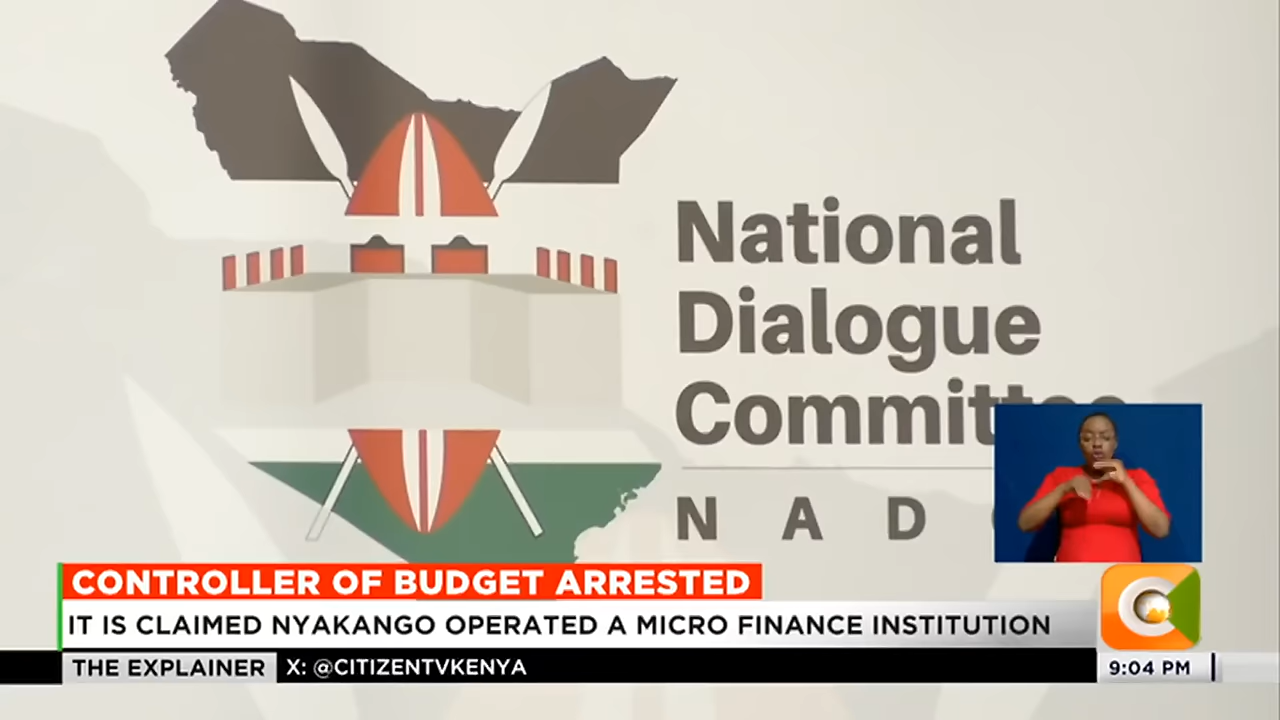 National
Dialogue
N A D
CONTROLLER OF BUDGET ARRESTED
IT IS CLAIMED NYAKANGO OPERATED A MICRO FINANCE INSTITUTION
THE EXPLAINER
X: @CITIZENTVKENYA
9:04 PM